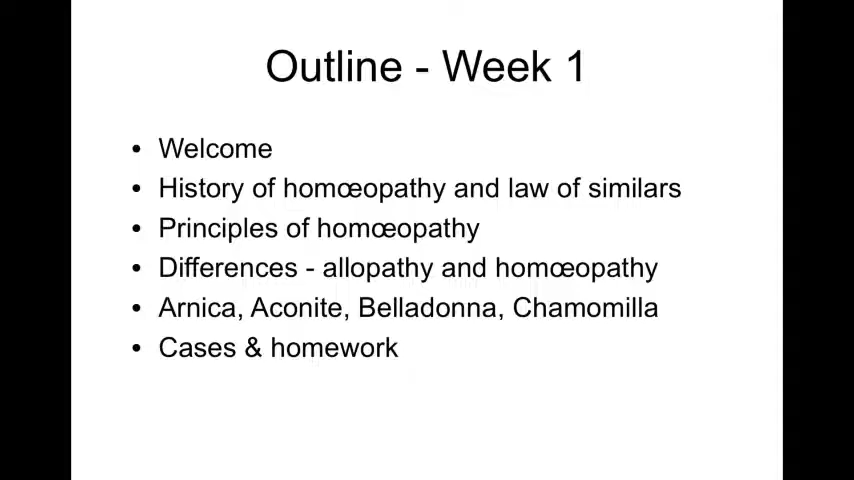 Outline - Week 1
• Welcome
• History of homœopathy and law of similars
• Principles of homœopathy
• Differences - allopathy and homœopathy
• Arnica, Aconite, Belladonna, Chamomilla
• Cases & homework